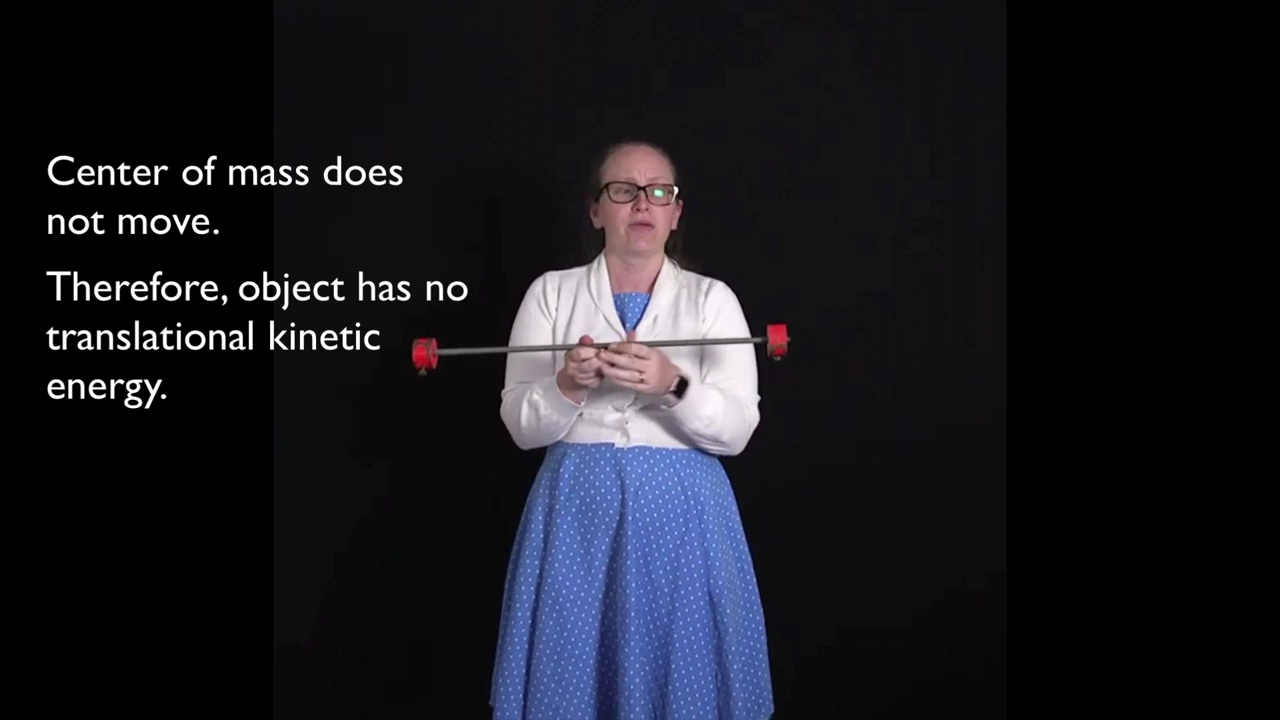 Center of mass does
not move.
Therefore, object has no
translational kinetic
energy.